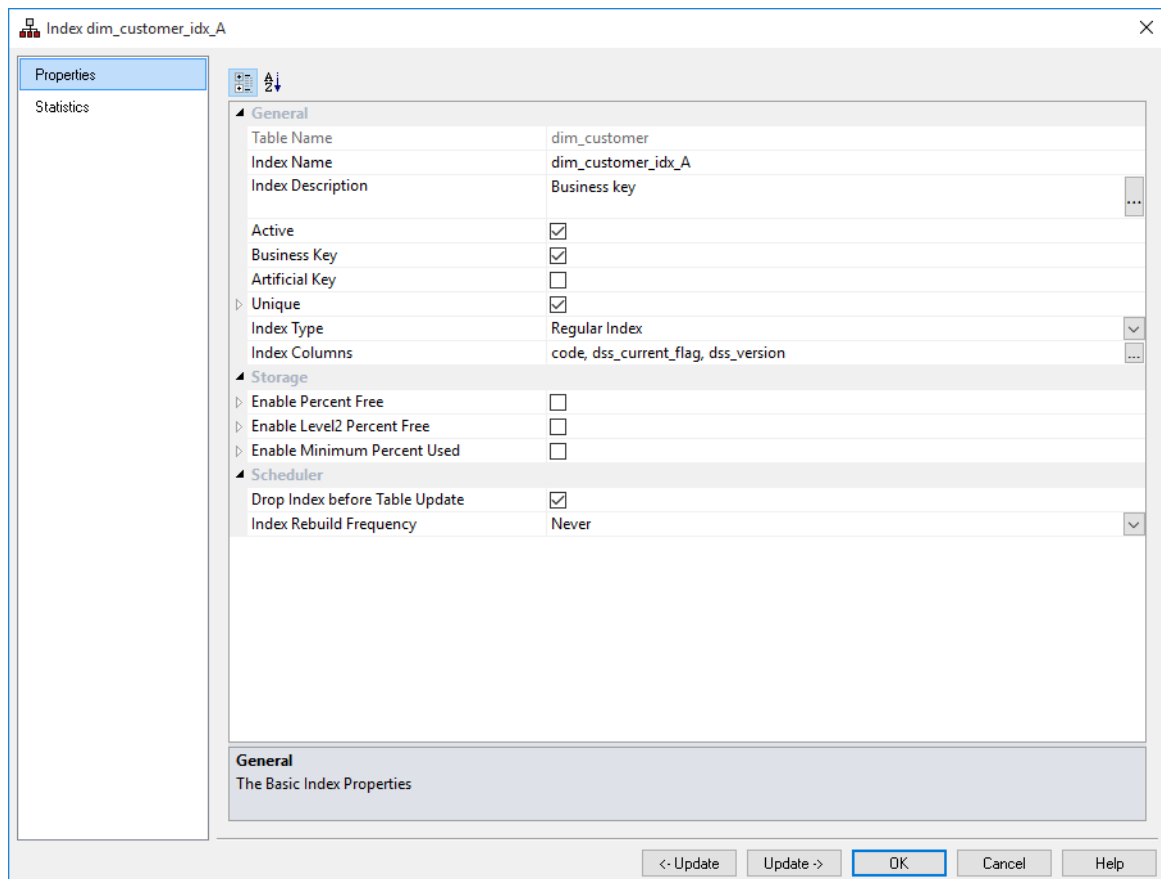 Index dim_customer_idx_A
Properties
Statistics
General
Table Name dim_customer
Index Name dim_customer_idx_A
Index Description Business key
...
Active
Business Key
Artificial Key
Unique
Index Type Regular Index
Index Columns code, dss_current_flag, dss_version ...
Storage
Enable Percent Free
Enable Level2 Percent Free
Enable Minimum Percent Used
Scheduler
Drop Index before Table Update
Index Rebuild Frequency Never
General
The Basic Index Properties
<- Update Update -> OK Cancel Help